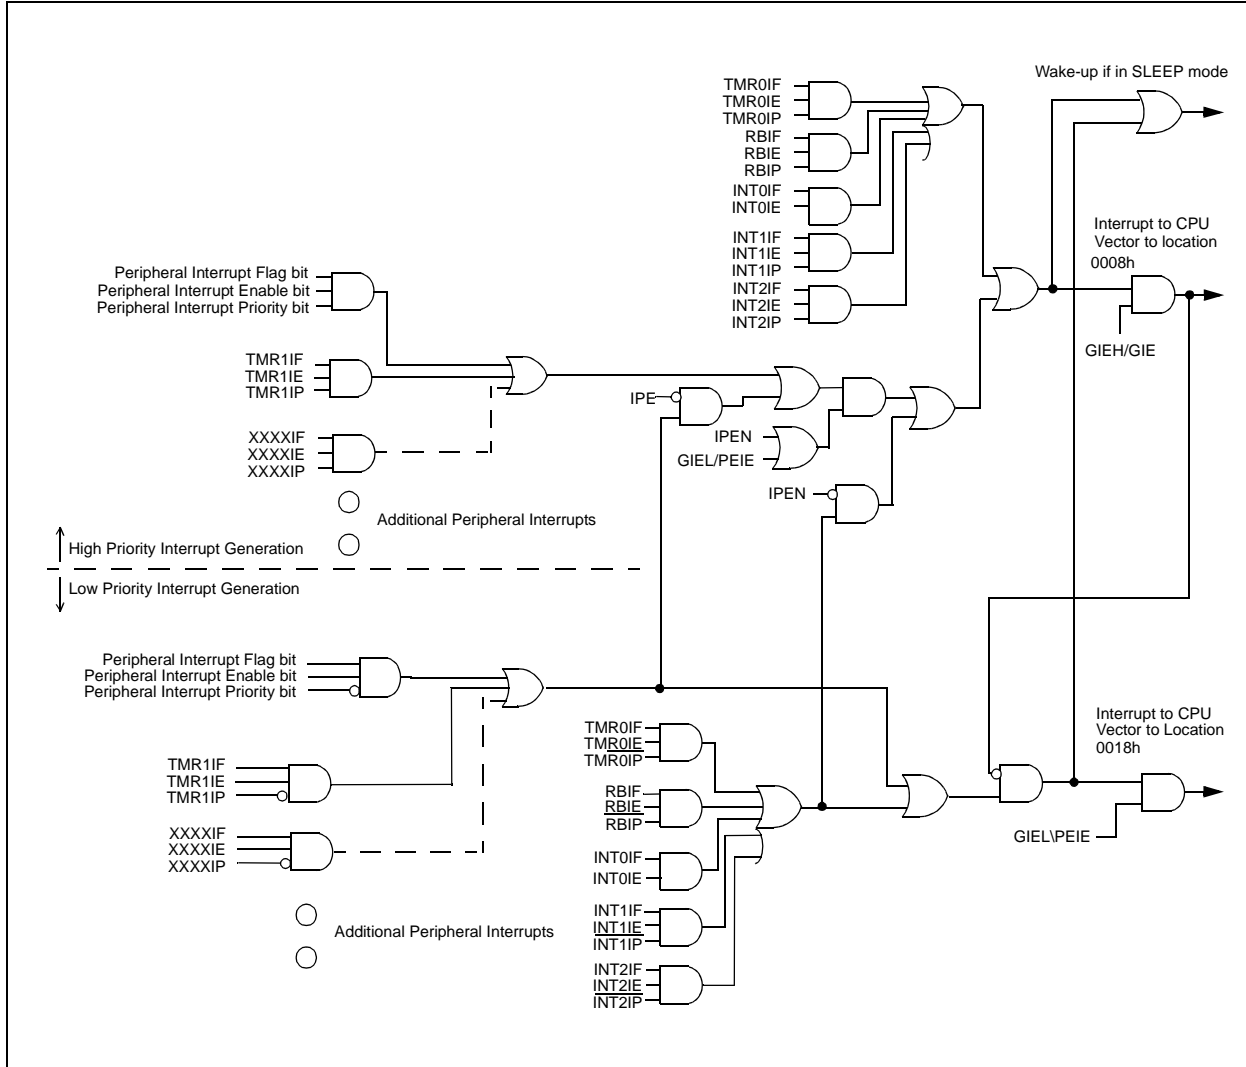 Wake-up if in SLEEP mode
TMR0IF
TMR0IE
TMR0IP
RBIF
RBIE
RBIP
INT0IF
INT0IE
INT1IF
INT1IE
INT1IP
INT2IF
INT2IE
INT2IP
Interrupt to CPU
Vector to location
0008h
GIEH/GIE
Peripheral Interrupt Flag bit
Peripheral Interrupt Enable bit
Peripheral Interrupt Priority bit
TMR1IF
TMR1IE
TMR1IP
XXXXIF
XXXXIE
XXXXIP
IPE
IPEN
GIEL/PEIE
IPEN
Additional Peripheral Interrupts
High Priority Interrupt Generation
Low Priority Interrupt Generation
Peripheral Interrupt Flag bit
Peripheral Interrupt Enable bit
Peripheral Interrupt Priority bit
TMR1IF
TMR1IE
TMR1IP
XXXXIF
XXXXIE
XXXXIP
Additional Peripheral Interrupts
TMR0IF
TMR0IE
TMR0IP
RBIF
RBIE
RBIP
INT0IF
INT0IE
INT1IF
INT1IE
INT1IP
INT2IF
INT2IE
INT2IP
Interrupt to CPU
Vector to Location
0018h
GIEL\PEIE